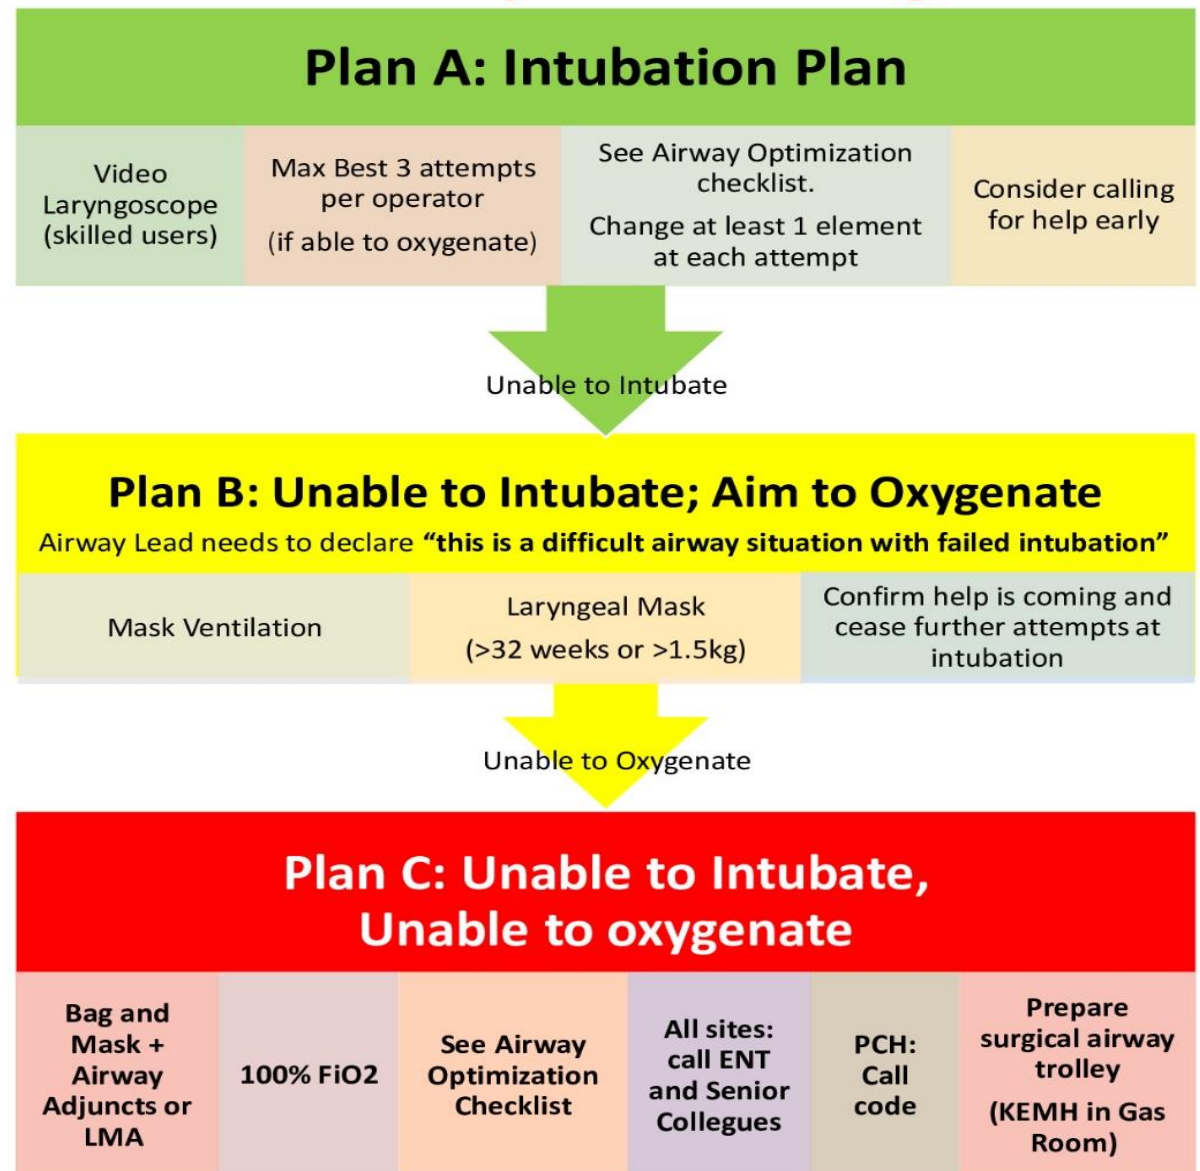 Plan A: Intubation Plan
Video
Laryngoscope
(skilled users)
Max Best 3 attempts
per operator
(if able to oxygenate)
See Airway Optimization
checklist.
Change at least 1 element
at each attempt
Consider calling
for help early
Unable to Intubate
Plan B: Unable to Intubate; Aim to Oxygenate
Airway Lead needs to declare “this is a difficult airway situation with failed intubation”
Mask Ventilation
Laryngeal Mask
(>32 weeks or >1.5kg)
Confirm help is coming and
cease further attempts at
intubation
Unable to Oxygenate
Plan C: Unable to Intubate,
Unable to oxygenate
Bag and
Mask +
Airway
Adjuncts or
LMA
100% FiO2
See Airway
Optimization
Checklist
All sites:
call ENT
and Senior
Collegues
PCH:
Call
code
Prepare
surgical airway
trolley
(KEMH in Gas
Room)